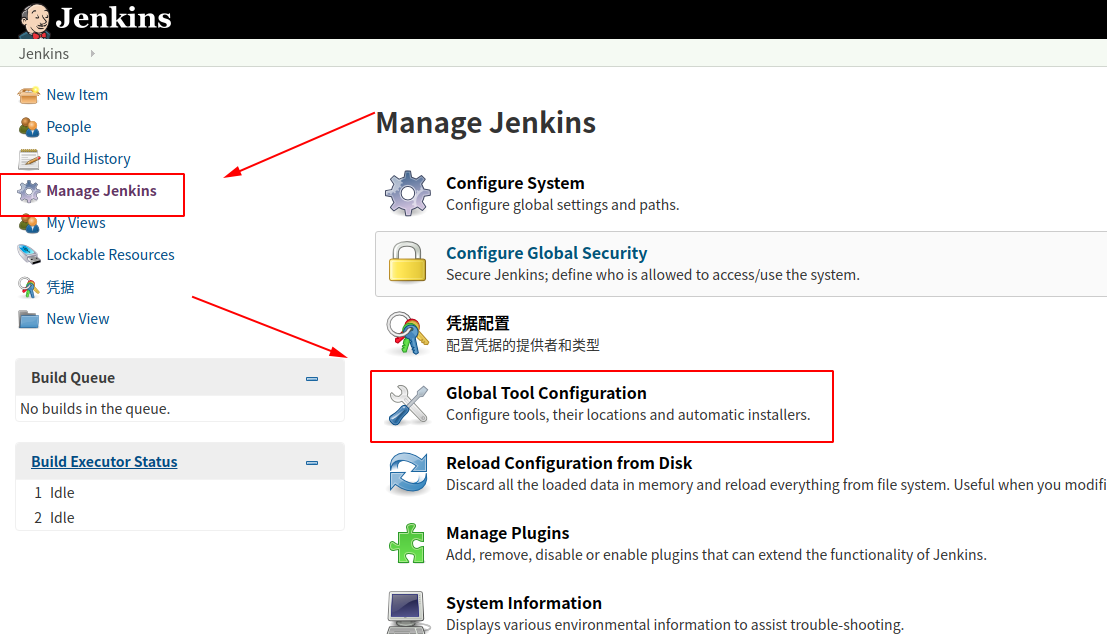 Jenkins
Jenkins
New Item
People
Build History
Manage Jenkins
My Views
Lockable Resources
凭据
New View
Build Queue
No builds in the queue.
Build Executor Status
1 Idle
2 Idle
Manage Jenkins
Configure System
Configure global settings and paths.
Configure Global Security
Secure Jenkins; define who is allowed to access/use the system.
凭据配置
配置凭据的提供者和类型
Global Tool Configuration
Configure tools, their locations and automatic installers.
Reload Configuration from Disk
Discard all the loaded data in memory and reload everything from file system. Useful when you modifi
Manage Plugins
Add, remove, disable or enable plugins that can extend the functionality of Jenkins.
System Information
Displays various environmental information to assist trouble-shooting.